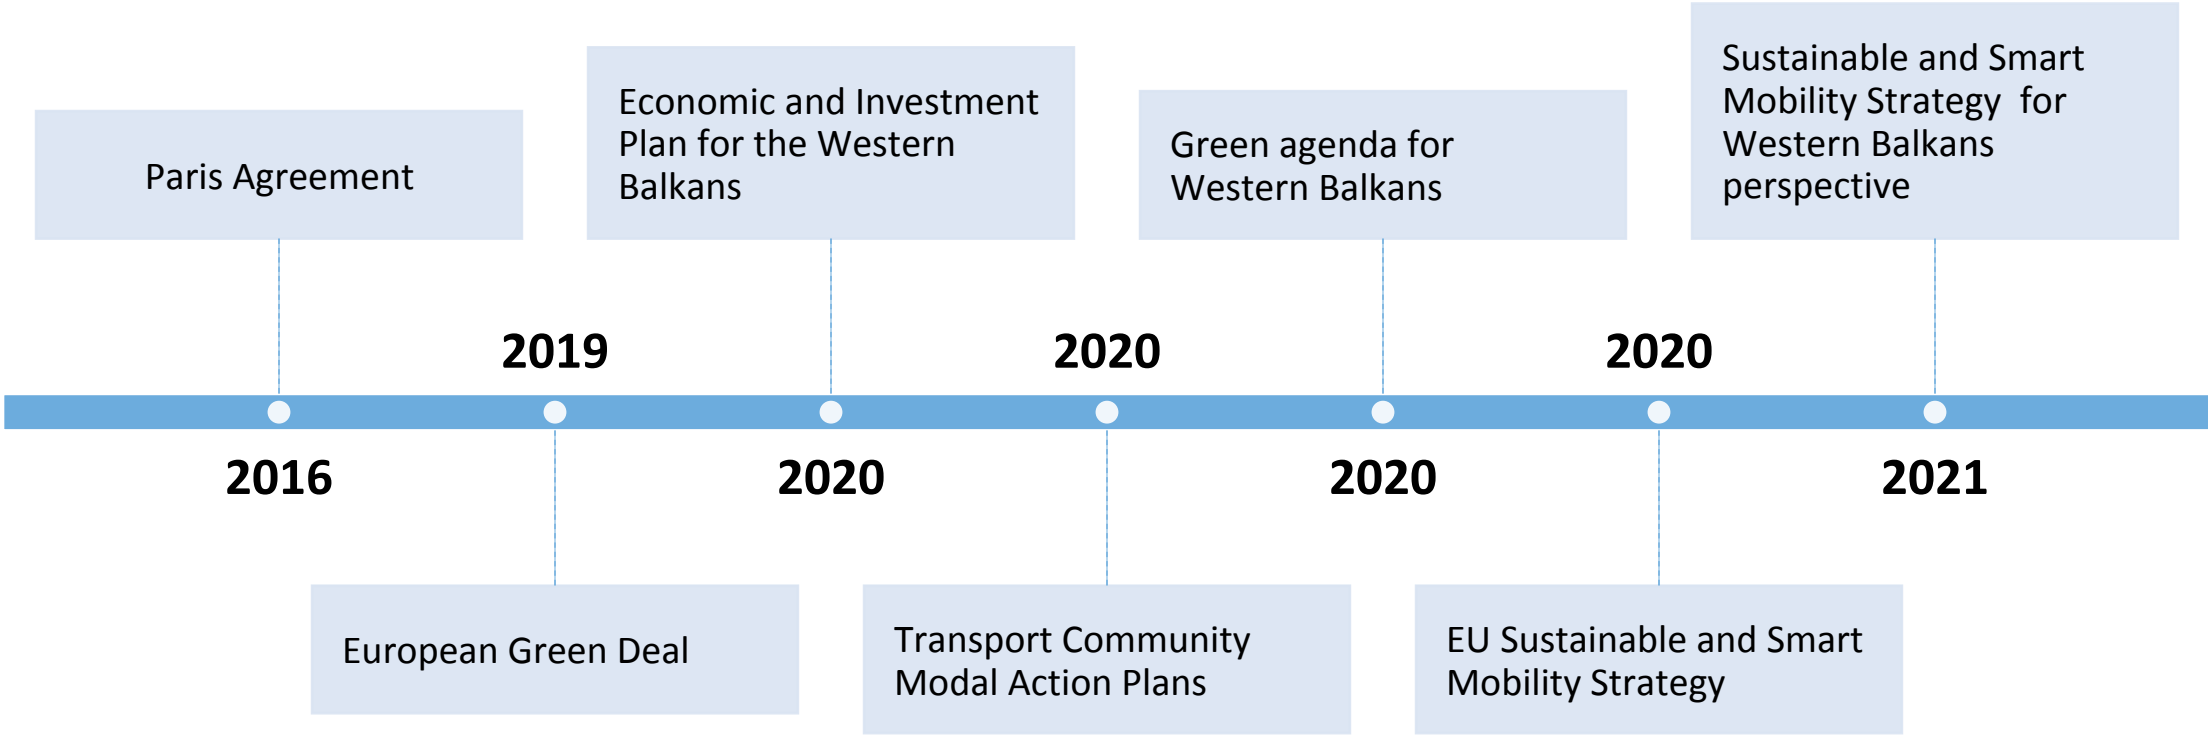 Paris Agreement
2016
2019
European Green Deal
Economic and Investment
Plan for the Western
Balkans
2020
2020
Transport Community
Modal Action Plans
Green agenda for
Western Balkans
2020
2020
EU Sustainable and Smart
Mobility Strategy
Sustainable and Smart
Mobility Strategy  for
Western Balkans
perspective
2021